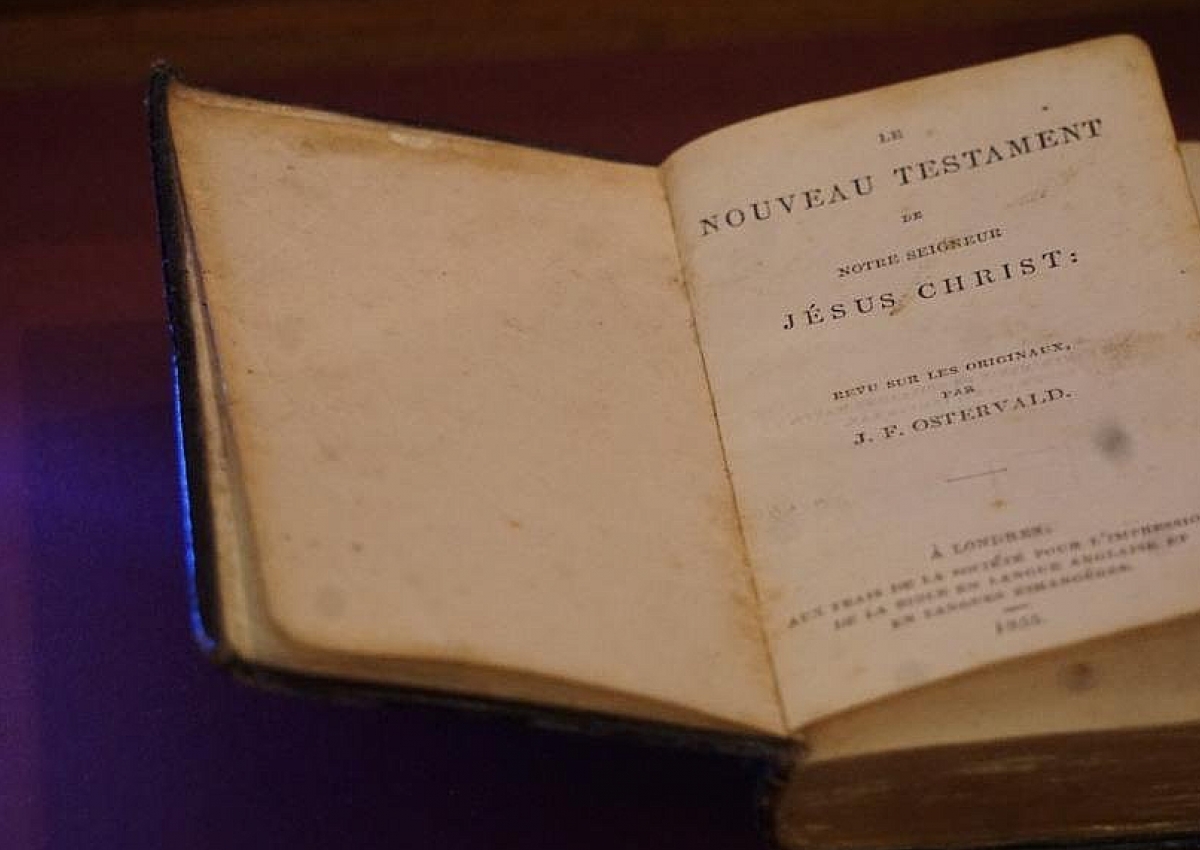 LE
NOUVEAU TESTAMENT
DE
NOTRE SEIGNEUR
JÉSUS CHRIST:
REVU SUR LES ORIGINAUX,
PAR
J. F. OSTERVALD.
À LONDRES,
AUX FRAIS DE LA SOCIÉTÉ POUR L'IMPRESSIO
DE LA BIBLE EN LANGUE ANGLAISE ET
EN LANGUES ÉTRANGÈRES.